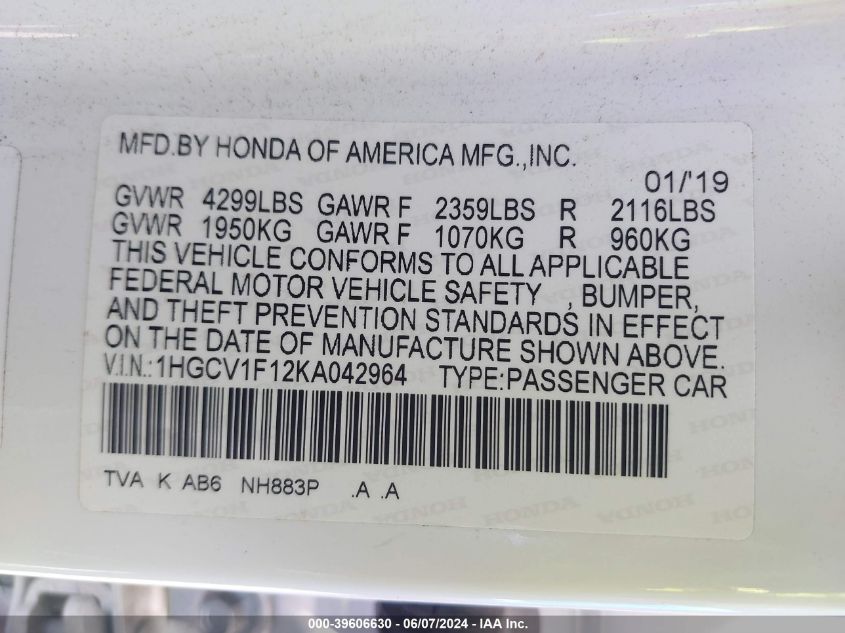 MFD.BY HONDA OF AMERICA MFG.,INC.
01/'19
GVWR 4299LBS GAWR F 2359LBS R 2116LBS
GVWR 1950KG GAWR F 1070KG R 960KG
THIS VEHICLE CONFORMS TO ALL APPLICABLE
FEDERAL MOTOR VEHICLE SAFETY , BUMPER,
AND THEFT PREVENTION STANDARDS IN EFFECT
ON THE DATE OF MANUFACTURE SHOWN ABOVE.
V.I.N.:1HGCV1F12KA042964 TYPE:PASSENGER CAR
TVA K AB6 NH883P .A .A
000-39606630 - 06/07/2024 - IAA Inc.